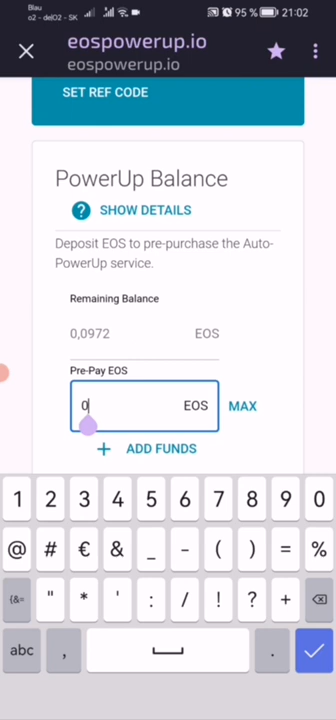 Blau
o2 - de|O2 - SK
95 %
21:02
eospowerup.io
eospowerup.io
SET REF CODE
PowerUp Balance
? SHOW DETAILS
Deposit EOS to pre-purchase the Auto-
PowerUp service.
Remaining Balance
0,0972 EOS
Pre-Pay EOS
0 EOS MAX
+ ADD FUNDS
1 2 3 4 5 6 7 8 9 0
@ # € & _ - ( ) = %
{&= " * ' : / ! ? +
abc , .